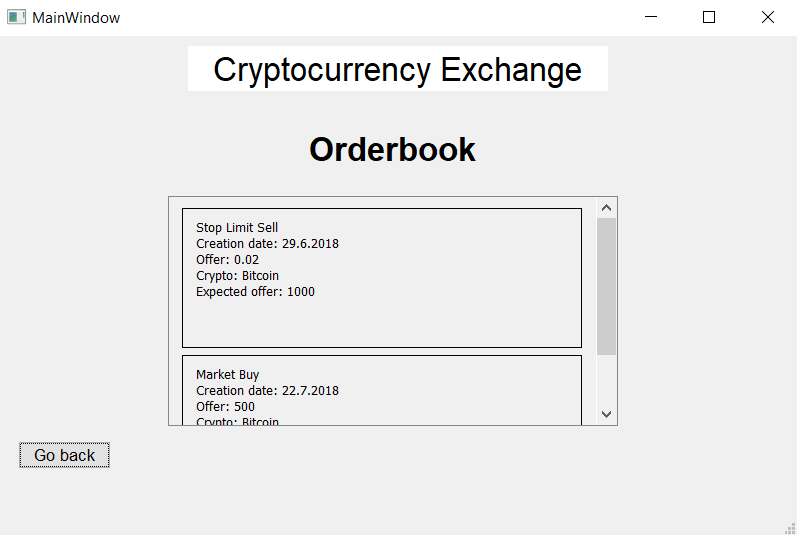 MainWindow
Cryptocurrency Exchange
Orderbook
Stop Limit Sell
Creation date: 29.6.2018
Offer: 0.02
Crypto: Bitcoin
Expected offer: 1000
Market Buy
Creation date: 22.7.2018
Offer: 500
Crypto: Bitcoin
Go back